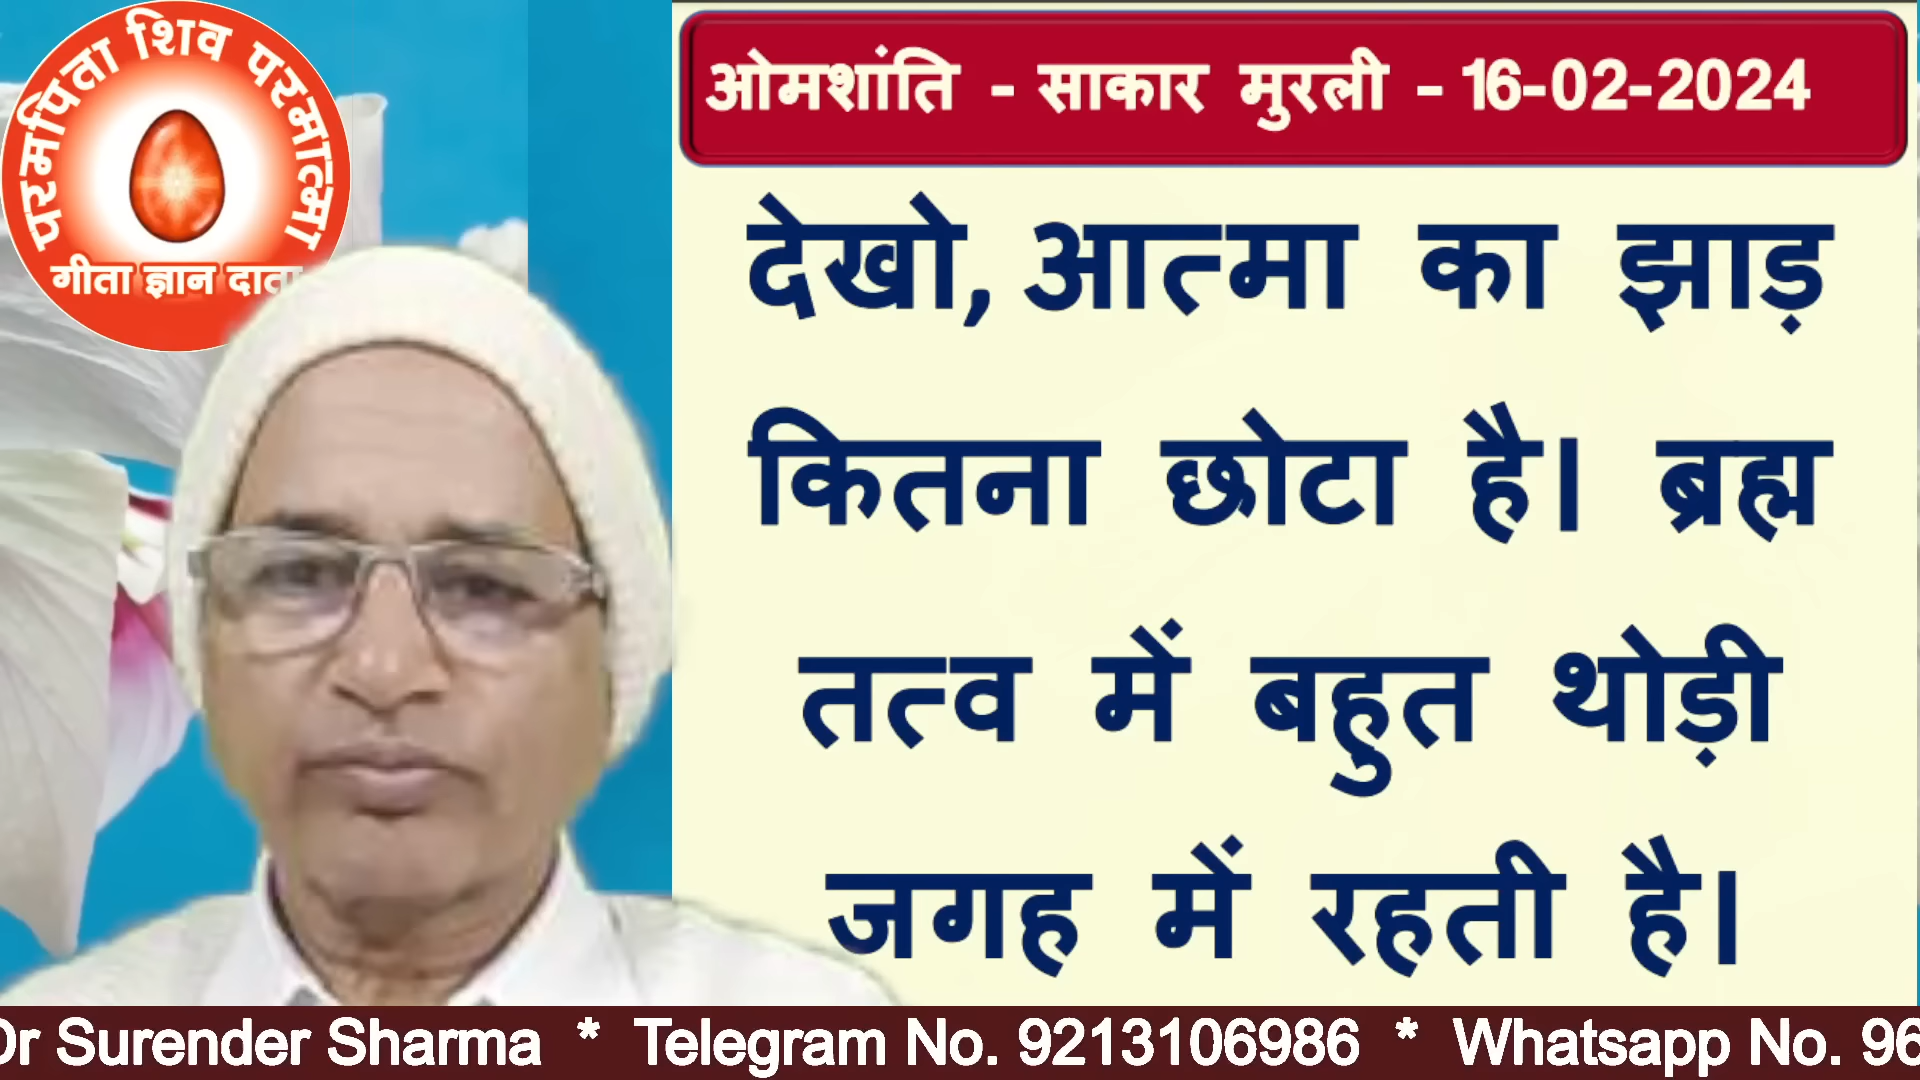 परमपिता शिव परमात्मा
गीता ज्ञान दाता
ओमशांति - साकार मुरली - 16-02-2024
देखो, आत्मा का झाड़
कितना छोटा है। ब्रह्म
तत्व में बहुत थोड़ी
जगह में रहती है।
Dr Surender Sharma * Telegram No. 9213106986 * Whatsapp No. 96